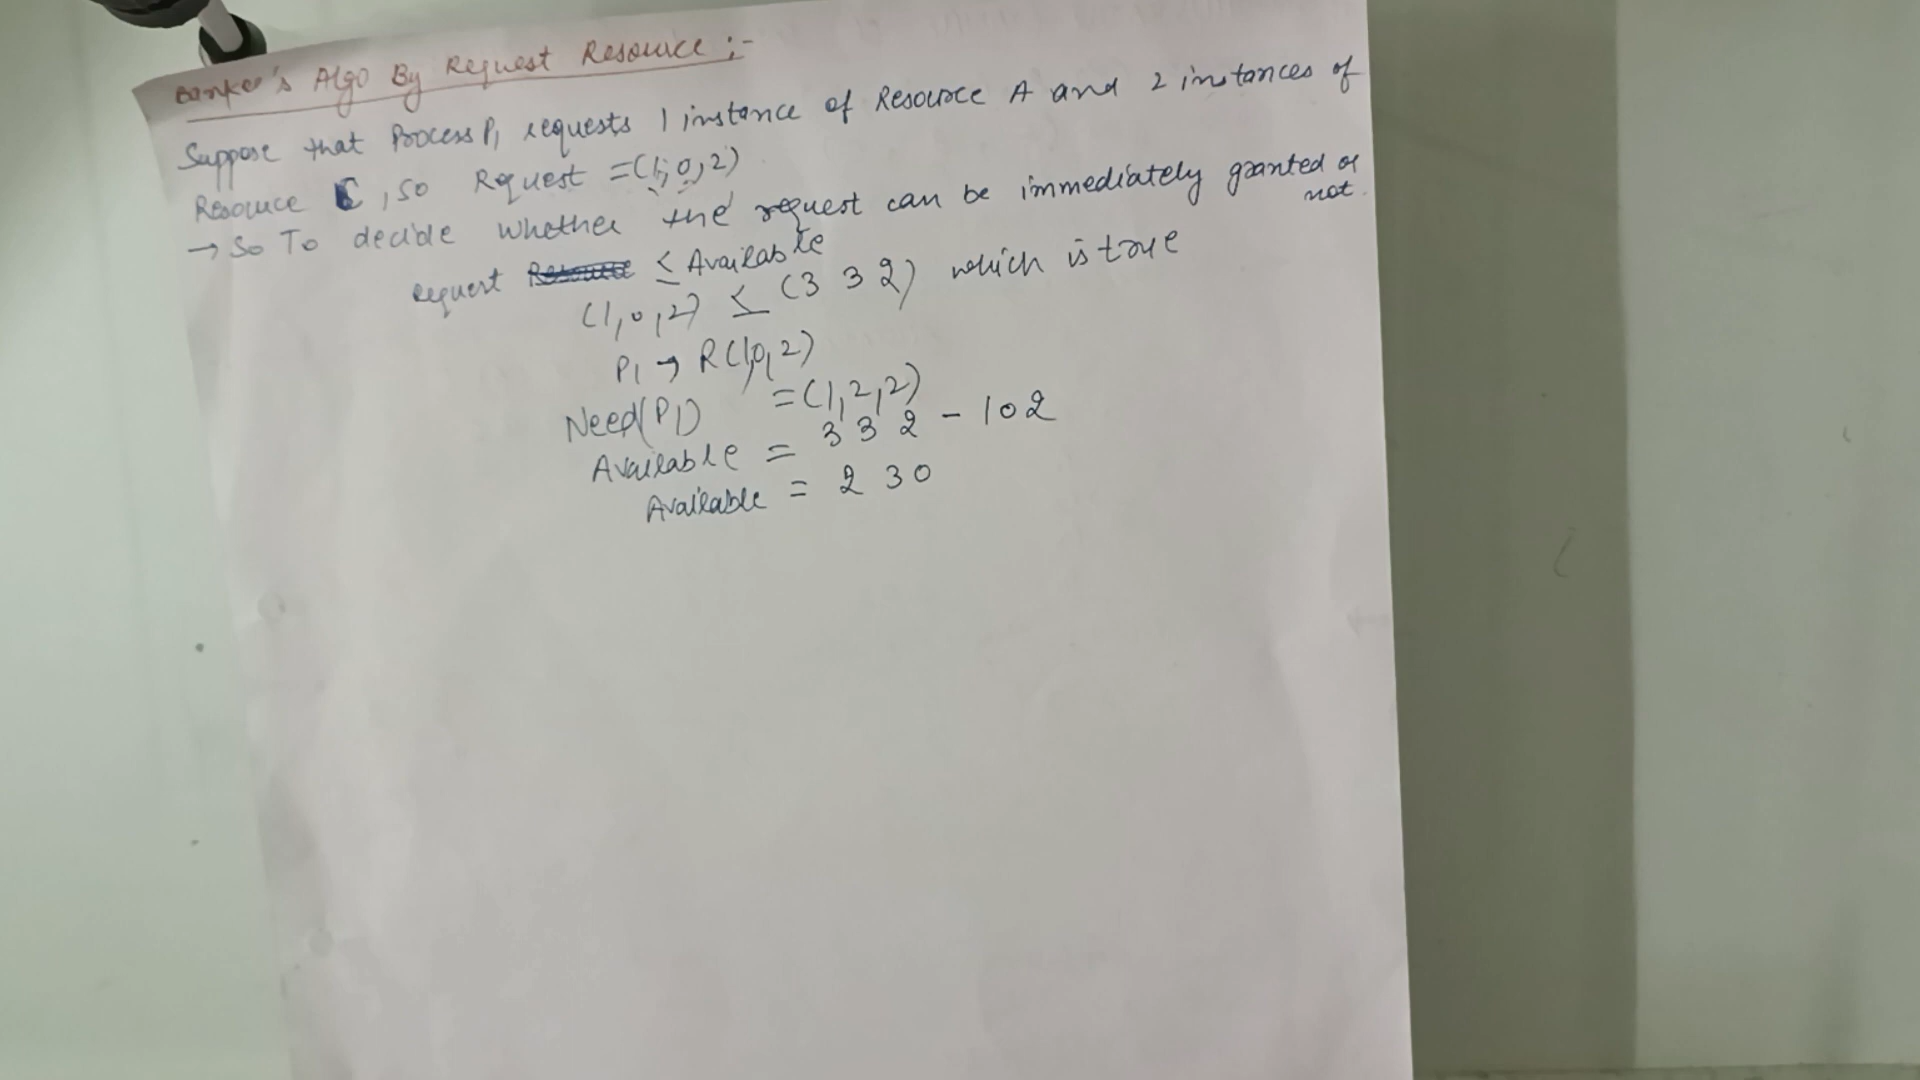 Banker's Algo By Request Resource :-
Suppose that Process P1 requests 1 instance of Resource A and 2 instances of
Resource C, so Request = (1,0,2)
→ So To decide whether the request can be immediately granted or
not.
request ≤ Available
(1,0,2) ≤ (3 3 2) which is true
P1 → R(1,0,2)
Need(P1) = (1,2,2)
Available = 3 3 2 - 102
Available = 2 3 0